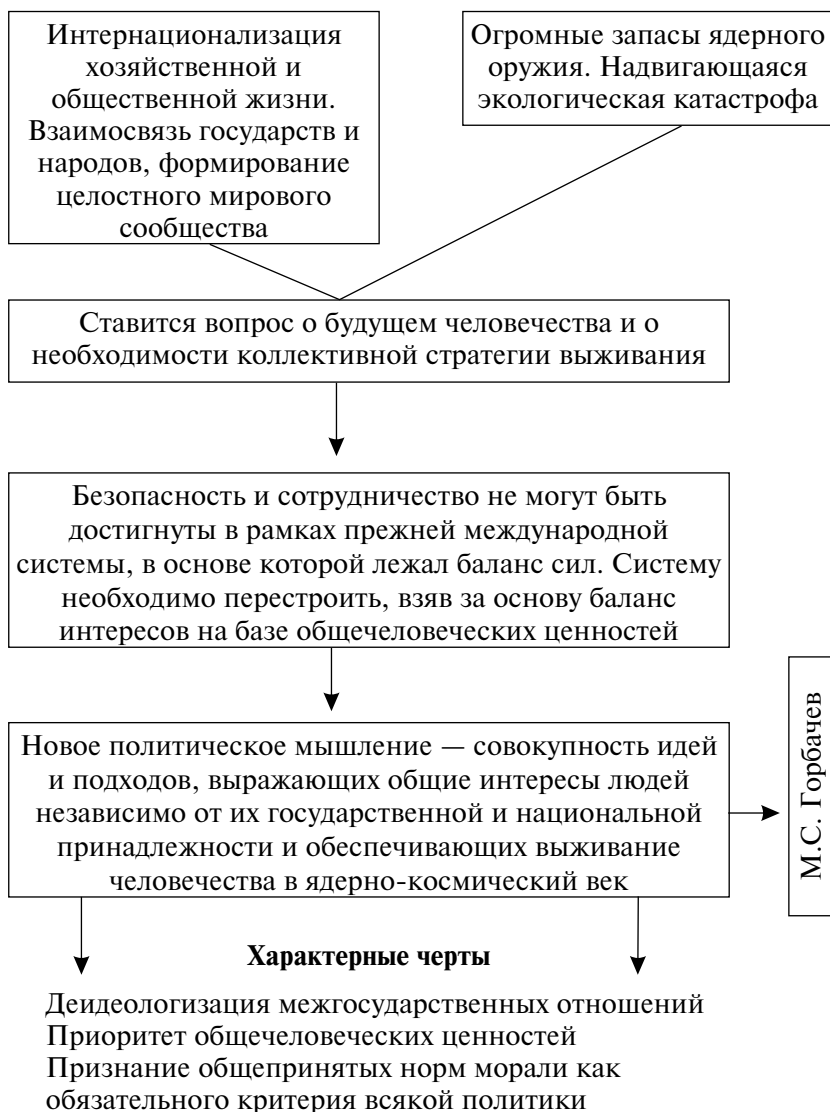 Интернационализация
хозяйственной и
общественной жизни.
Взаимосвязь государств и
народов, формирование
целостного мирового
сообщества
Огромные запасы ядерного
оружия. Надвигающаяся
экологическая катастрофа
Ставится вопрос о будущем человечества и о
необходимости коллективной стратегии выживания
Безопасность и сотрудничество не могут быть
достигнуты в рамках прежней международной
системы, в основе которой лежал баланс сил. Систему
необходимо перестроить, взяв за основу баланс
интересов на базе общечеловеческих ценностей
Новое политическое мышление — совокупность идей
и подходов, выражающих общие интересы людей
независимо от их государственной и национальной
принадлежности и обеспечивающих выживание
человечества в ядерно-космический век
М.С. Горбачев
Характерные черты
Деидеологизация межгосударственных отношений
Приоритет общечеловеческих ценностей
Признание общепринятых норм морали как
обязательного критерия всякой политики